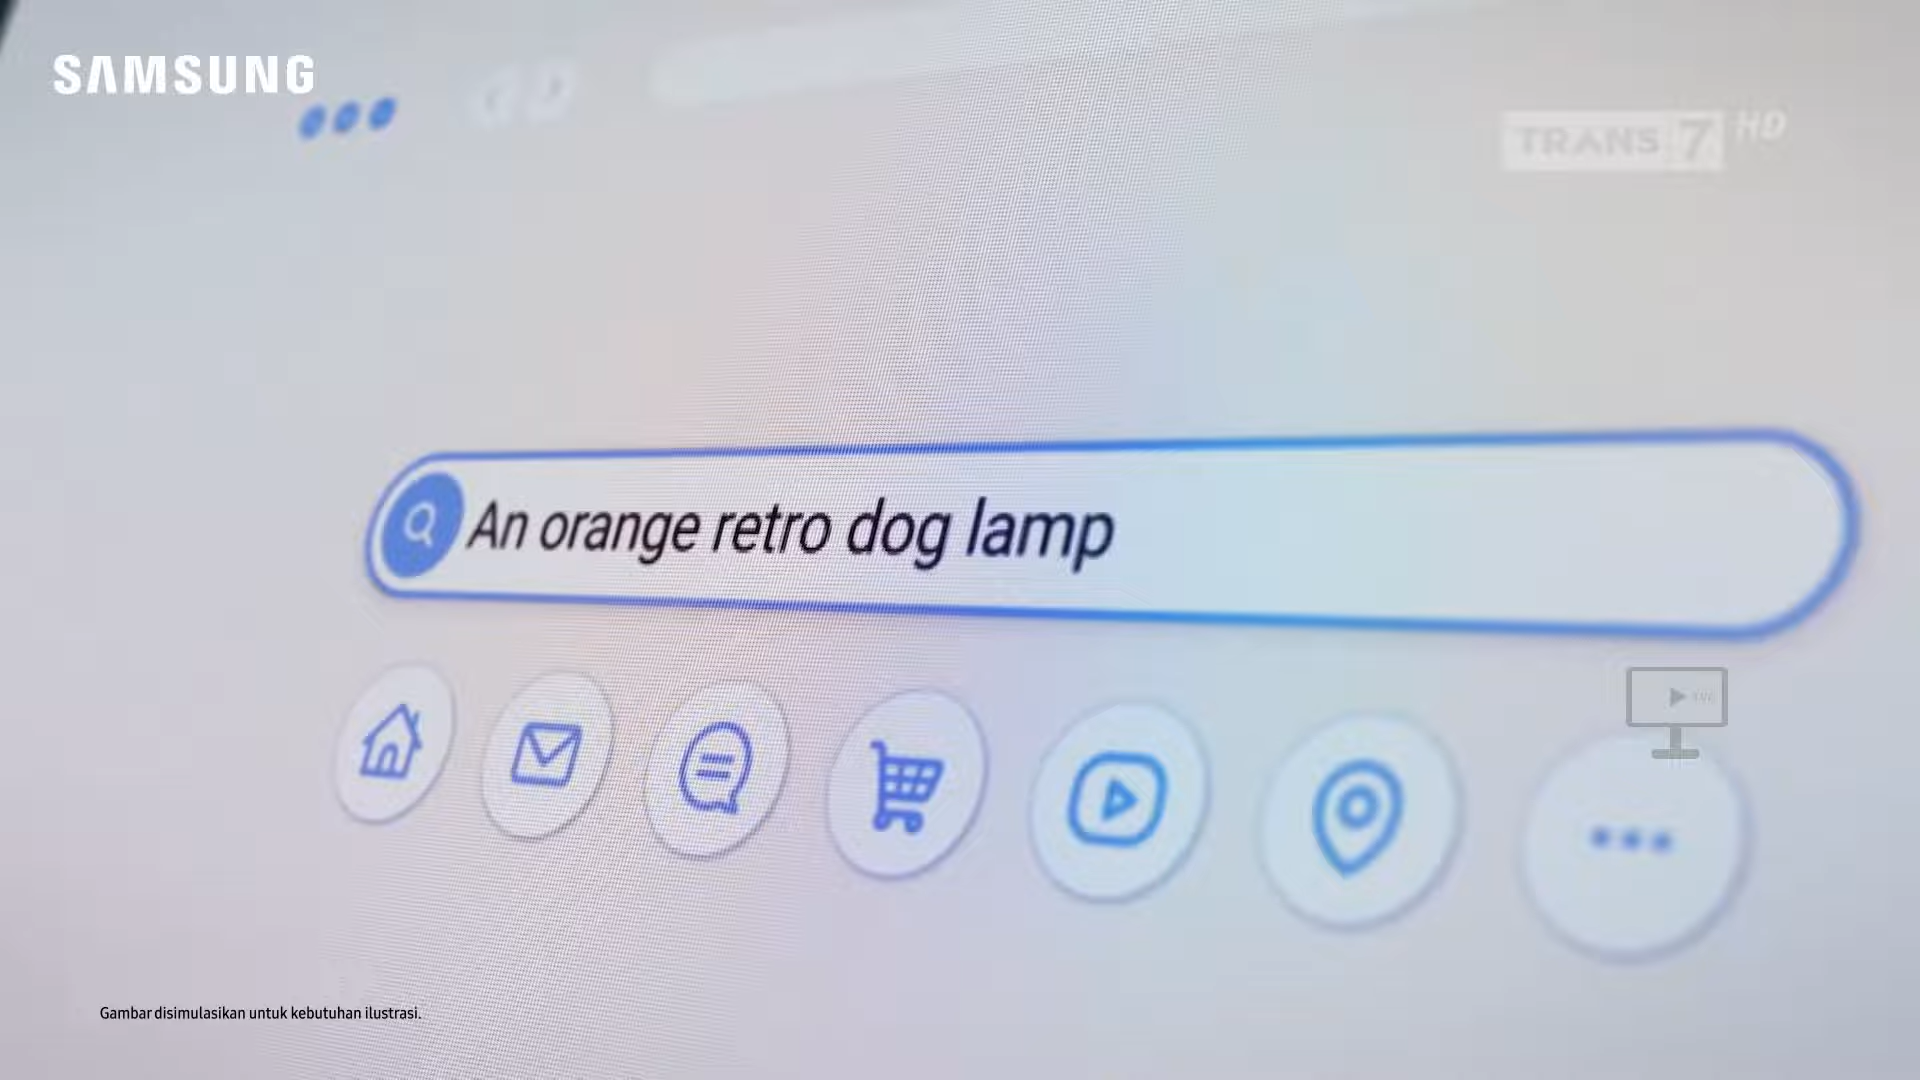 SAMSUNG
TRANS 7 HD
An orange retro dog lamp
Gambar disimulasikan untuk kebutuhan ilustrasi.